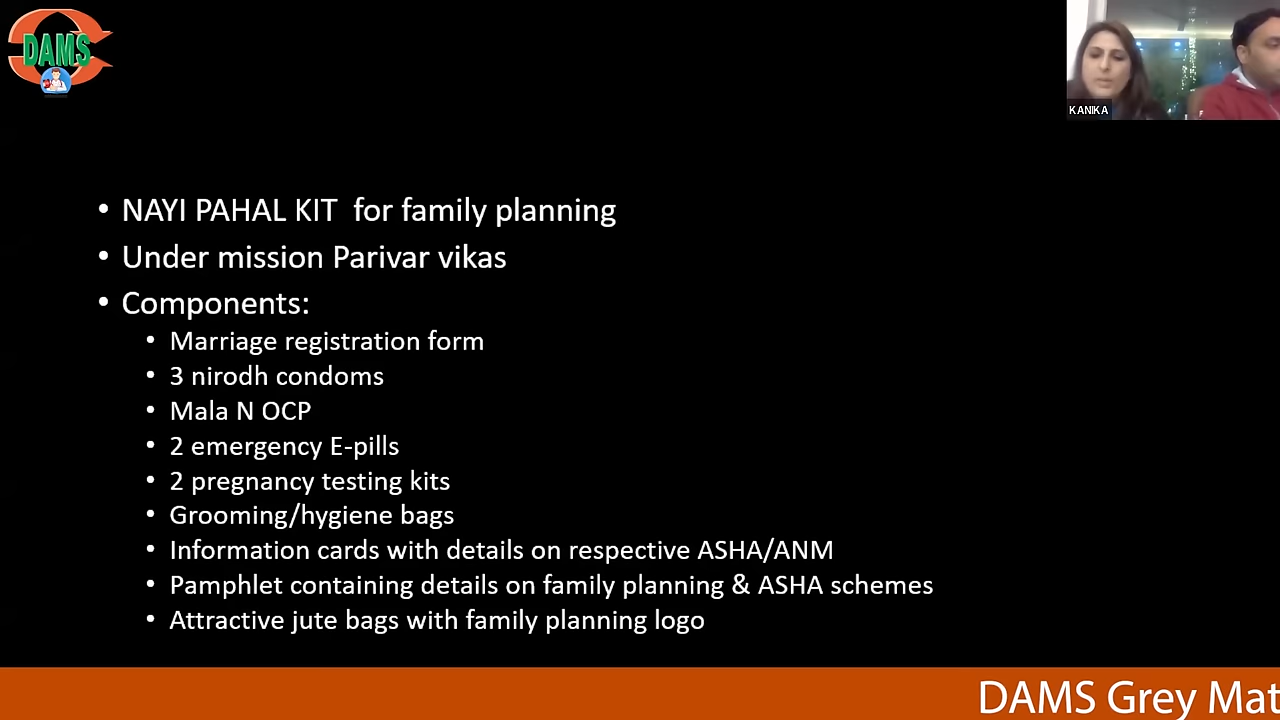 DAMS
KANIKA
• NAYI PAHAL KIT for family planning
• Under mission Parivar vikas
• Components:
• Marriage registration form
• 3 nirodh condoms
• Mala N OCP
• 2 emergency E-pills
• 2 pregnancy testing kits
• Grooming/hygiene bags
• Information cards with details on respective ASHA/ANM
• Pamphlet containing details on family planning & ASHA schemes
• Attractive jute bags with family planning logo
DAMS Grey Mat